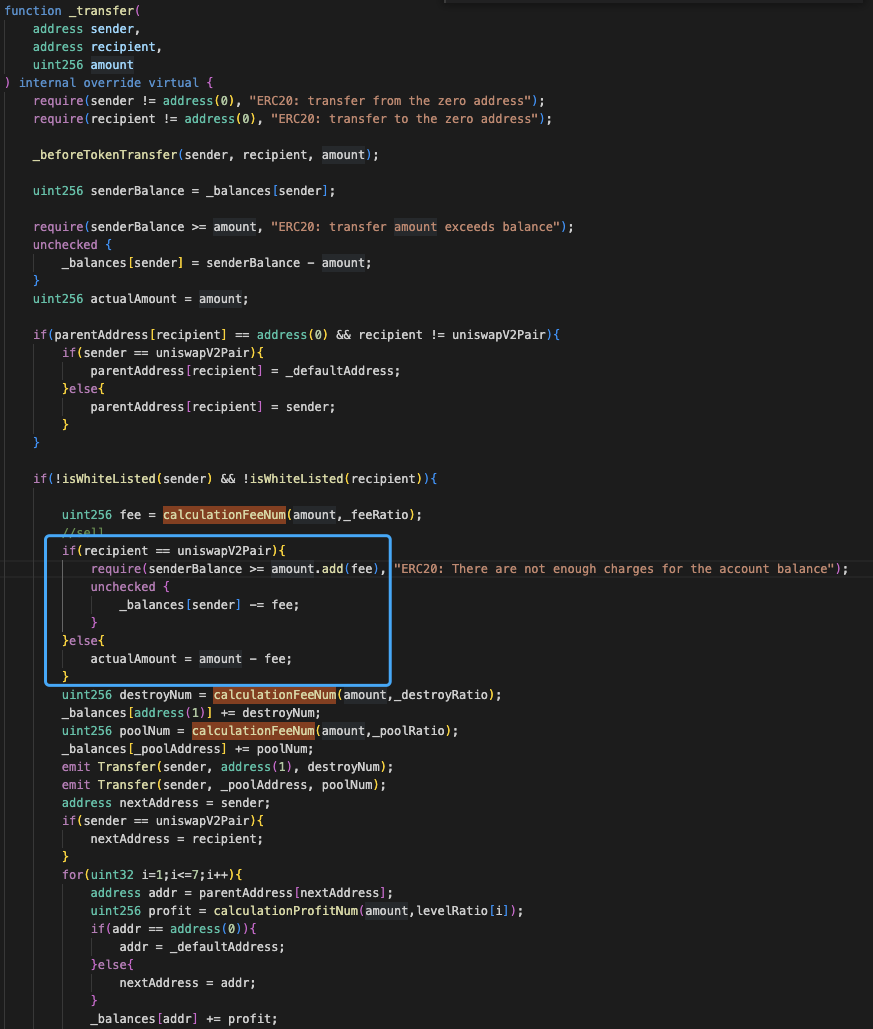 function _transfer(
address sender,
address recipient,
uint256 amount
) internal override virtual {
require(sender != address(0), "ERC20: transfer from the zero address");
require(recipient != address(0), "ERC20: transfer to the zero address");
_beforeTokenTransfer(sender, recipient, amount);
uint256 senderBalance = _balances[sender];
require(senderBalance >= amount, "ERC20: transfer amount exceeds balance");
unchecked {
_balances[sender] = senderBalance - amount;
}
uint256 actualAmount = amount;
if(parentAddress[recipient] == address(0) && recipient != uniswapV2Pair){
if(sender == uniswapV2Pair){
parentAddress[recipient] = _defaultAddress;
}else{
parentAddress[recipient] = sender;
}
}
if(!isWhiteListed(sender) && !isWhiteListed(recipient)){
uint256 fee = calculationFeeNum(amount,_feeRatio);
//sell
if(recipient == uniswapV2Pair){
require(senderBalance >= amount.add(fee), "ERC20: There are not enough charges for the account balance");
unchecked {
_balances[sender] -= fee;
}
}else{
actualAmount = amount - fee;
}
uint256 destroyNum = calculationFeeNum(amount,_destroyRatio);
_balances[address(1)] += destroyNum;
uint256 poolNum = calculationFeeNum(amount,_poolRatio);
_balances[_poolAddress] += poolNum;
emit Transfer(sender, address(1), destroyNum);
emit Transfer(sender, _poolAddress, poolNum);
address nextAddress = sender;
if(sender == uniswapV2Pair){
nextAddress = recipient;
}
for(uint32 i=1;i<=7;i++){
address addr = parentAddress[nextAddress];
uint256 profit = calculationProfitNum(amount,levelRatio[i]);
if(addr == address(0)){
addr = _defaultAddress;
}else{
nextAddress = addr;
}
_balances[addr] += profit;